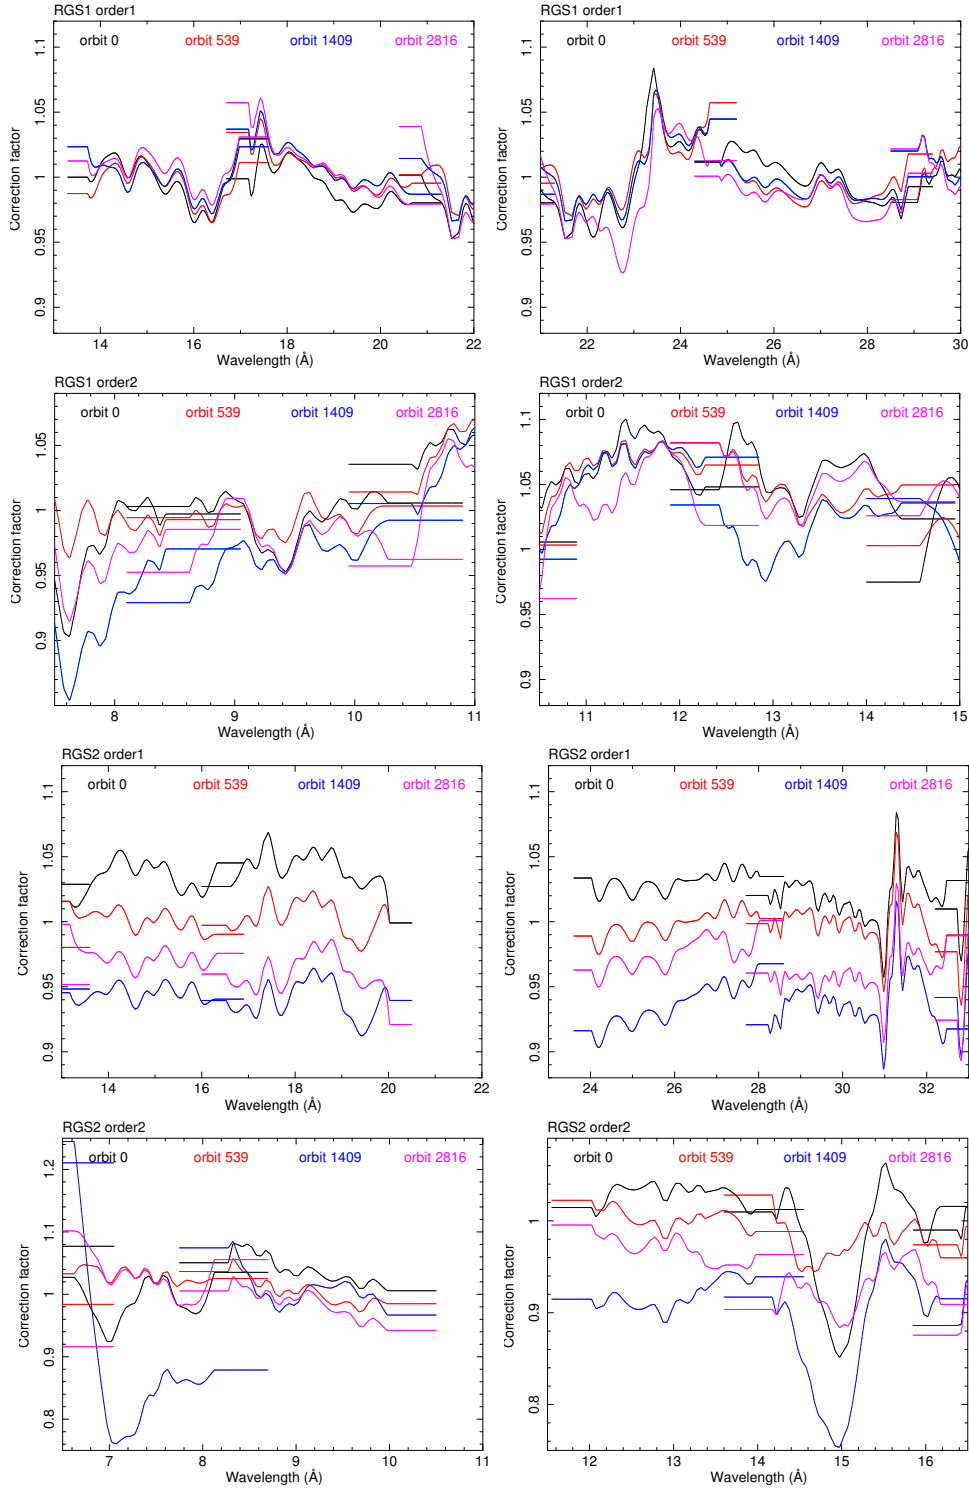 RGS1 order1
orbit 0 orbit 539 orbit 1409 orbit 2816
Correction factor
0.9 0.95 1 1.05 1.1
14 16 18 20 22
Wavelength (Å)
RGS1 order1
orbit 0 orbit 539 orbit 1409 orbit 2816
Correction factor
0.9 0.95 1 1.05 1.1
22 24 26 28 30
Wavelength (Å)
RGS1 order2
orbit 0 orbit 539 orbit 1409 orbit 2816
Correction factor
0.9 0.95 1 1.05
8 9 10 11
Wavelength (Å)
RGS1 order2
orbit 0 orbit 539 orbit 1409 orbit 2816
Correction factor
0.9 0.95 1 1.05 1.1
11 12 13 14 15
Wavelength (Å)
RGS2 order1
orbit 0 orbit 539 orbit 1409 orbit 2816
Correction factor
0.9 0.95 1 1.05 1.1
14 16 18 20 22
Wavelength (Å)
RGS2 order1
orbit 0 orbit 539 orbit 1409 orbit 2816
Correction factor
0.9 0.95 1 1.05 1.1
24 26 28 30 32
Wavelength (Å)
RGS2 order2
orbit 0 orbit 539 orbit 1409 orbit 2816
Correction factor
0.8 0.9 1 1.1 1.2
7 8 9 10 11
Wavelength (Å)
RGS2 order2
orbit 0 orbit 539 orbit 1409 orbit 2816
Correction factor
0.8 0.9 1
12 13 14 15 16
Wavelength (Å)